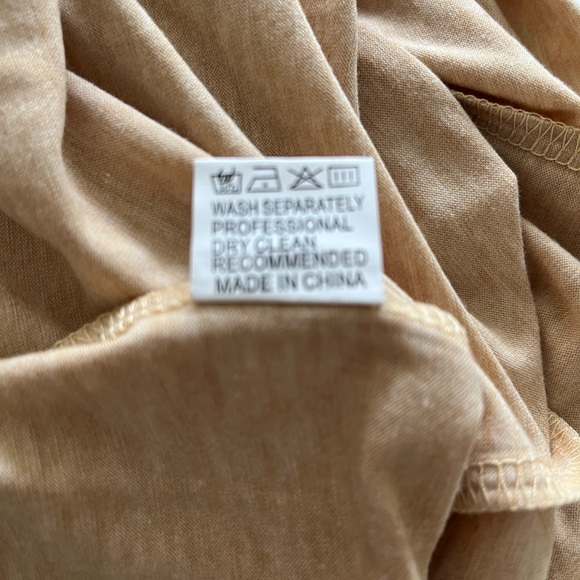 WASH SEPARATELY
PROFESSIONAL
DRY CLEAN
RECOMMENDED
MADE IN CHINA